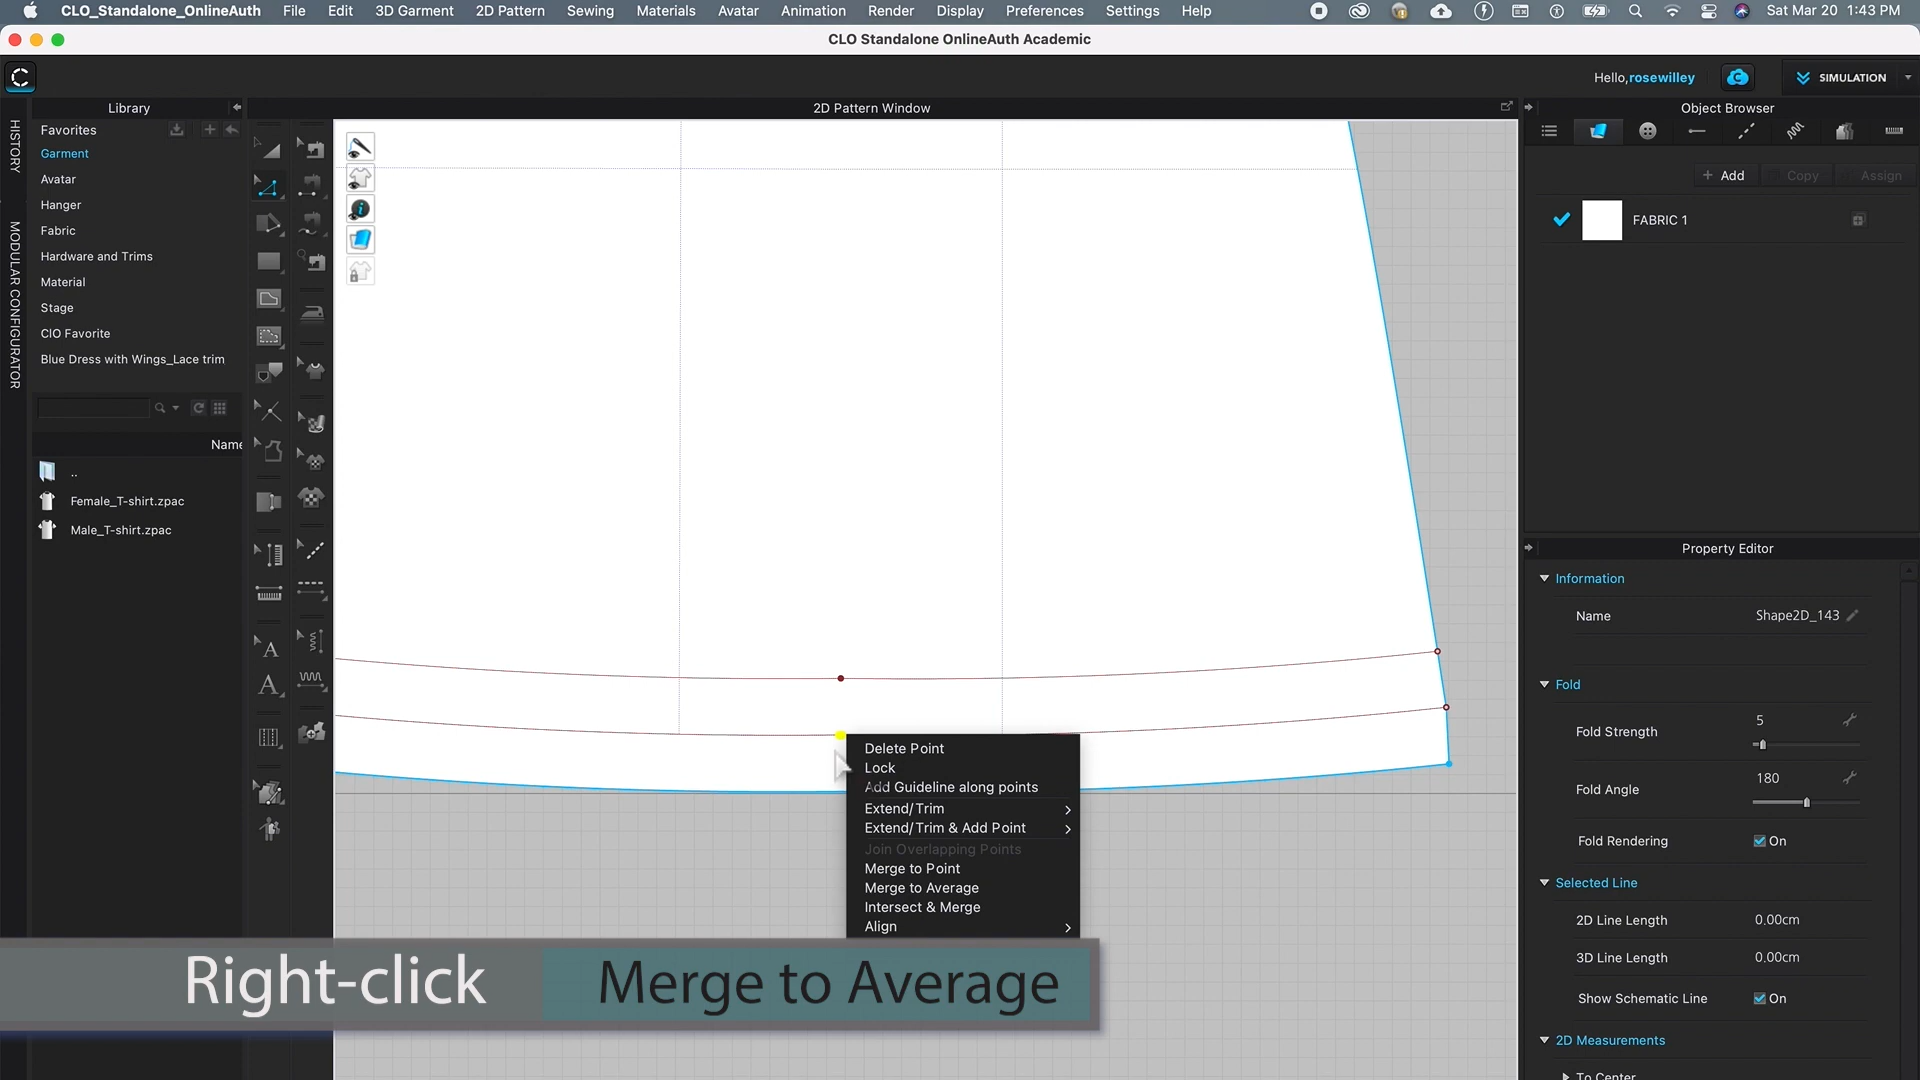 CLO_Standalone_OnlineAuth File Edit 3D Garment 2D Pattern Sewing Materials Avatar Animation Render Display Preferences Settings Help Sat Mar 20 1:43 PM
CLO Standalone OnlineAuth Academic
Hello,rosewilley
SIMULATION
HISTORY
MODULAR CONFIGURATOR
Library
Favorites
Garment
Avatar
Hanger
Fabric
Hardware and Trims
Material
Stage
ClO Favorite
Blue Dress with Wings_Lace trim
Name
..
Female_T-shirt.zpac
Male_T-shirt.zpac
2D Pattern Window
Delete Point
Lock
Add Guideline along points
Extend/Trim
Extend/Trim & Add Point
Join Overlapping Points
Merge to Point
Merge to Average
Intersect & Merge
Align
Right-click Merge to Average
Object Browser
+ Add Copy Assign
FABRIC 1
Property Editor
Information
Name Shape2D_143
Fold
Fold Strength 5
Fold Angle 180
Fold Rendering On
Selected Line
2D Line Length 0.00cm
3D Line Length 0.00cm
Show Schematic Line On
2D Measurements
To Center